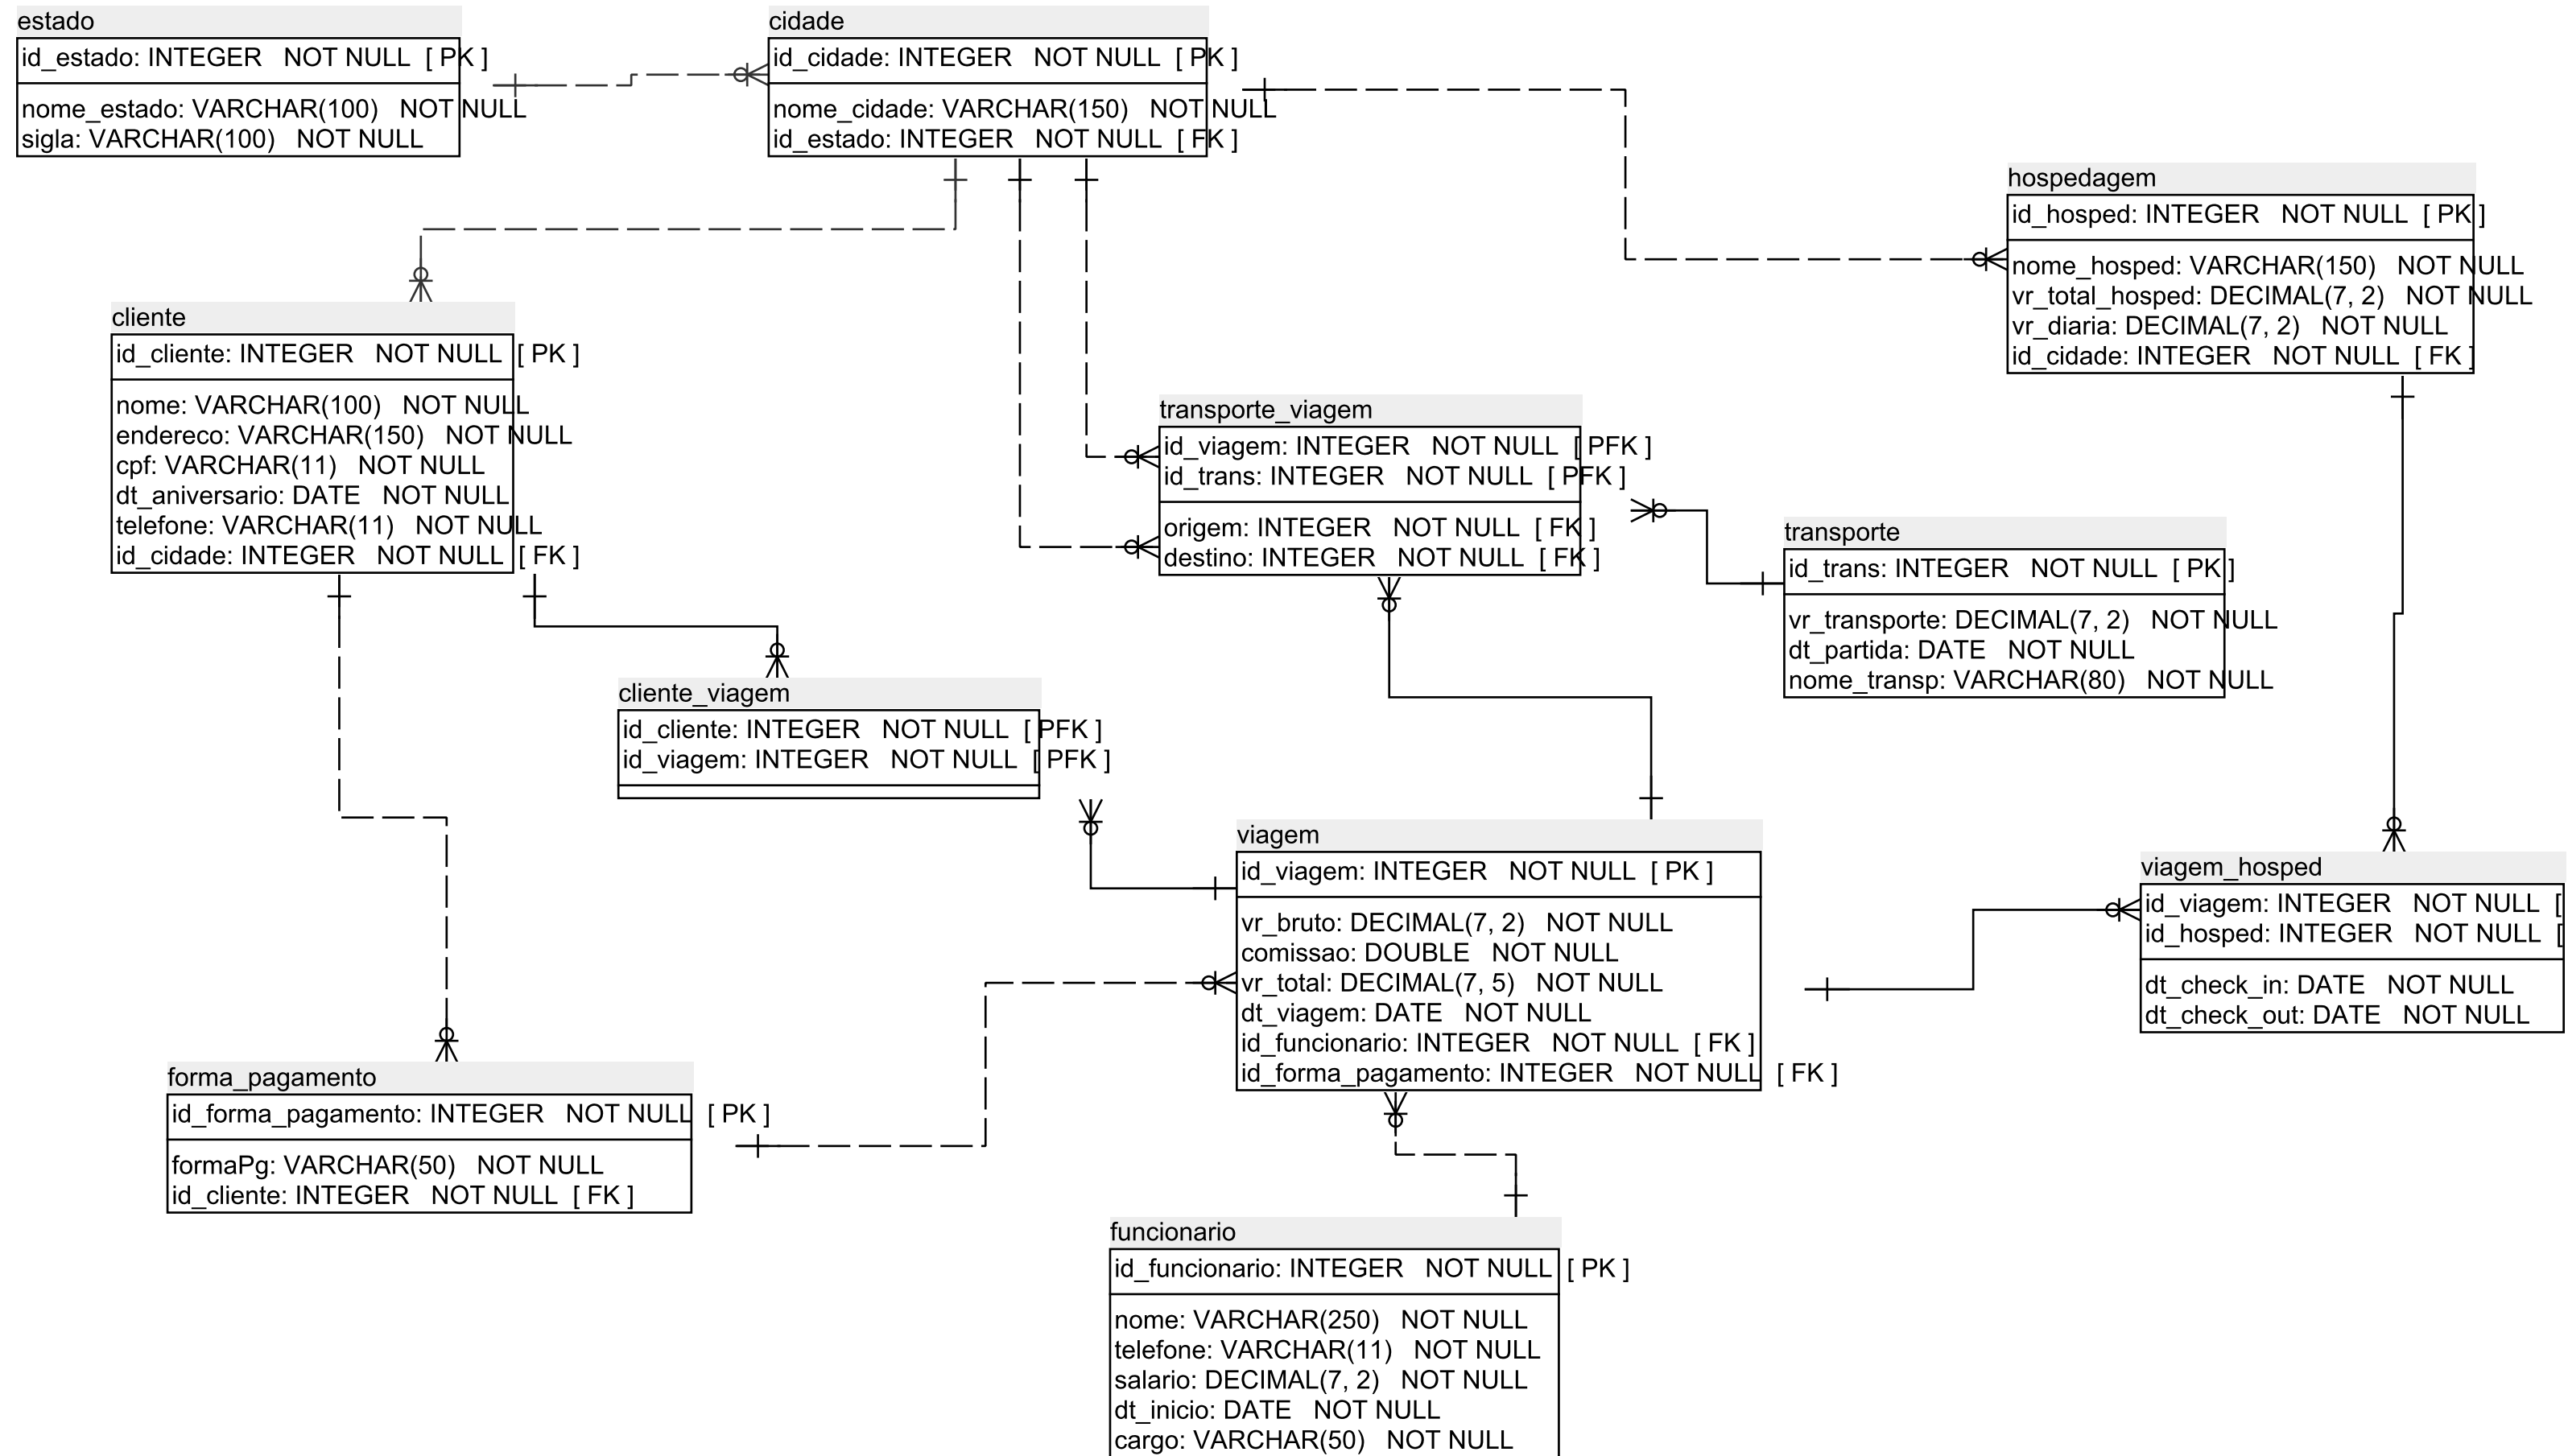 estado
id_estado: INTEGER NOT NULL [ PK ]
nome_estado: VARCHAR(100) NOT NULL
sigla: VARCHAR(100) NOT NULL
cidade
id_cidade: INTEGER NOT NULL [ PK ]
nome_cidade: VARCHAR(150) NOT NULL
id_estado: INTEGER NOT NULL [ FK ]
hospedagem
id_hosped: INTEGER NOT NULL [ PK ]
nome_hosped: VARCHAR(150) NOT NULL
vr_total_hosped: DECIMAL(7, 2) NOT NULL
vr_diaria: DECIMAL(7, 2) NOT NULL
id_cidade: INTEGER NOT NULL [ FK ]
cliente
id_cliente: INTEGER NOT NULL [ PK ]
nome: VARCHAR(100) NOT NULL
endereco: VARCHAR(150) NOT NULL
cpf: VARCHAR(11) NOT NULL
dt_aniversario: DATE NOT NULL
telefone: VARCHAR(11) NOT NULL
id_cidade: INTEGER NOT NULL [ FK ]
transporte_viagem
id_viagem: INTEGER NOT NULL [ PFK ]
id_trans: INTEGER NOT NULL [ PFK ]
origem: INTEGER NOT NULL [ FK ]
destino: INTEGER NOT NULL [ FK ]
transporte
id_trans: INTEGER NOT NULL [ PK ]
vr_transporte: DECIMAL(7, 2) NOT NULL
dt_partida: DATE NOT NULL
nome_transp: VARCHAR(80) NOT NULL
cliente_viagem
id_cliente: INTEGER NOT NULL [ PFK ]
id_viagem: INTEGER NOT NULL [ PFK ]
viagem
id_viagem: INTEGER NOT NULL [ PK ]
vr_bruto: DECIMAL(7, 2) NOT NULL
comissao: DOUBLE NOT NULL
vr_total: DECIMAL(7, 5) NOT NULL
dt_viagem: DATE NOT NULL
id_funcionario: INTEGER NOT NULL [ FK ]
id_forma_pagamento: INTEGER NOT NULL [ FK ]
viagem_hosped
id_viagem: INTEGER NOT NULL [
id_hosped: INTEGER NOT NULL [
dt_check_in: DATE NOT NULL
dt_check_out: DATE NOT NULL
forma_pagamento
id_forma_pagamento: INTEGER NOT NULL [ PK ]
formaPg: VARCHAR(50) NOT NULL
id_cliente: INTEGER NOT NULL [ FK ]
funcionario
id_funcionario: INTEGER NOT NULL [ PK ]
nome: VARCHAR(250) NOT NULL
telefone: VARCHAR(11) NOT NULL
salario: DECIMAL(7, 2) NOT NULL
dt_inicio: DATE NOT NULL
cargo: VARCHAR(50) NOT NULL